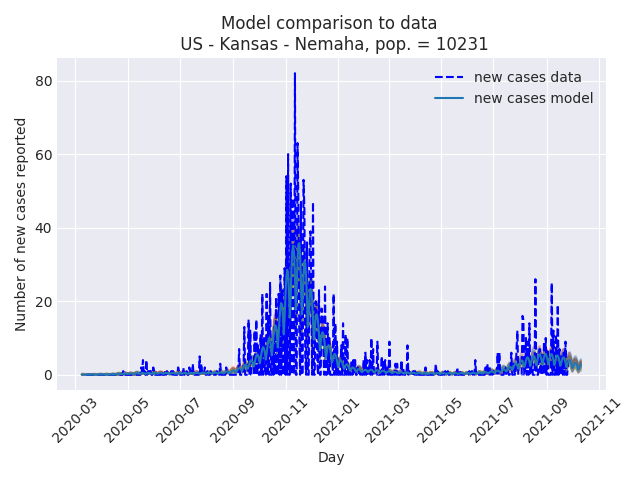 Model comparison to data
US - Kansas - Nemaha, pop. = 10231
new cases data
new cases model
Number of new cases reported
80
60
40
20
0
2020-03
2020-05
2020-07
2020-09
2020-11
2021-01
2021-03
2021-05
2021-07
2021-09
2021-11
Day